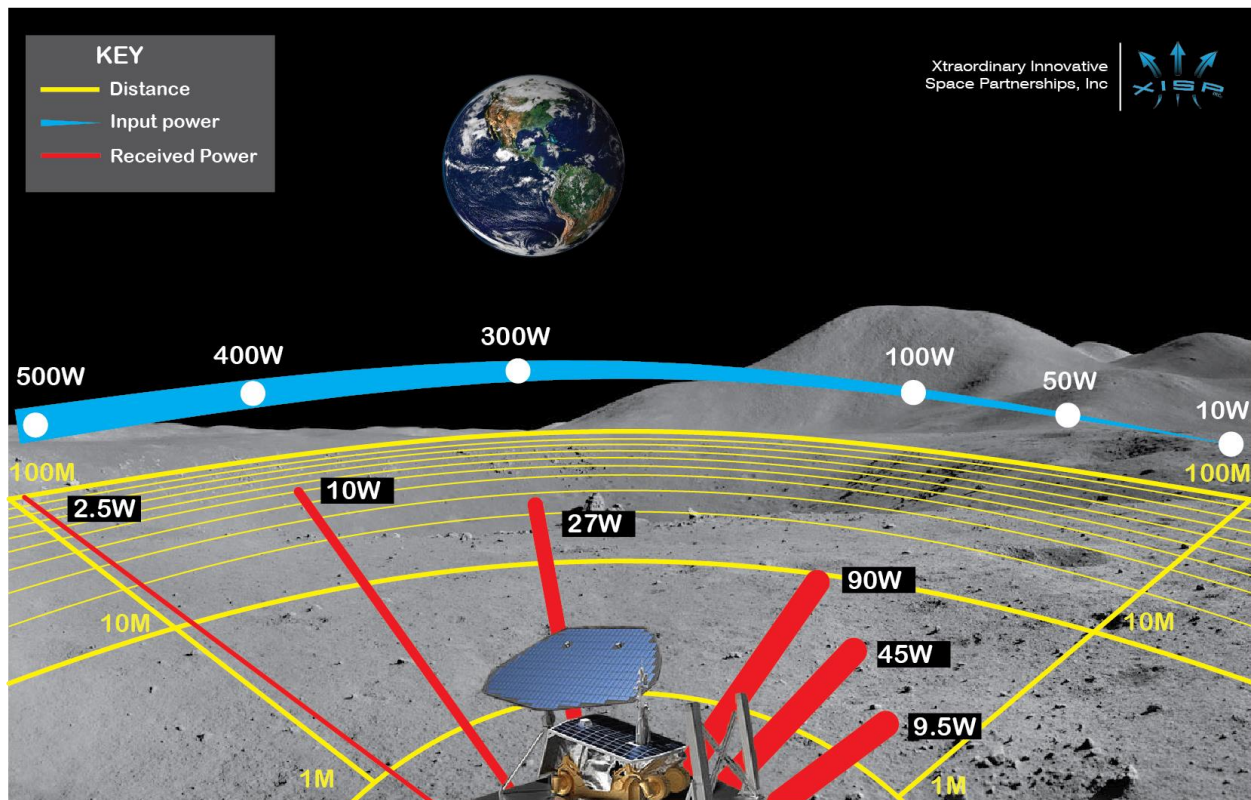 KEY
Distance
Input power
Received Power
Xtraordinary Innovative
Space Partnerships, Inc
XISP
INC.
500W
400W
300W
100W
50W
10W
100M
100M
2.5W
10W
27W
90W
45W
9.5W
10M
10M
1M
1M